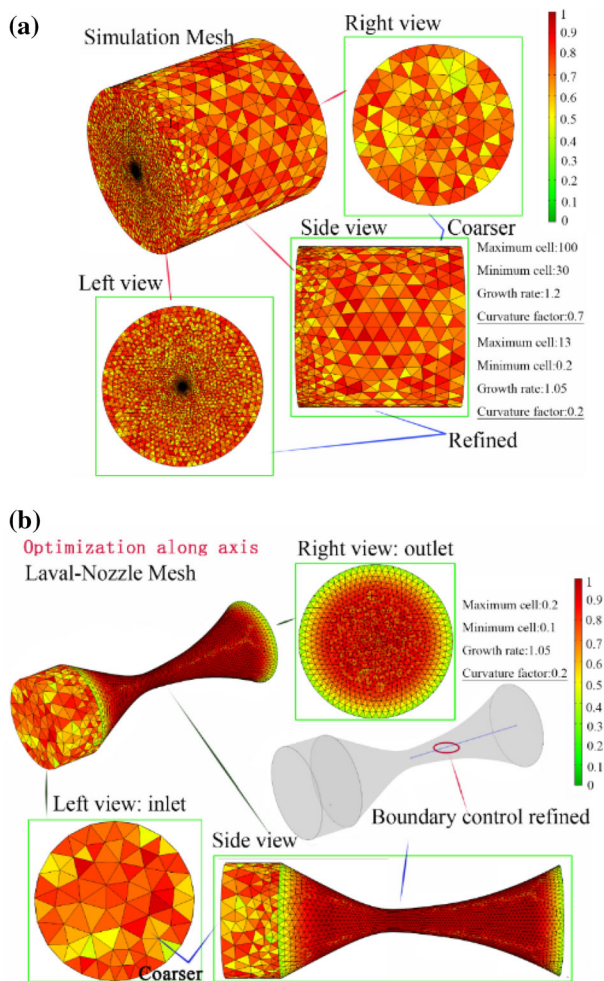 (a)
Simulation Mesh
Right view
1
0.9
0.8
0.7
0.6
0.5
0.4
0.3
0.2
0.1
0
Side view
Coarser
Maximum cell:100
Minimum cell:30
Growth rate:1.2
Curvature factor:0.7
Maximum cell:13
Minimum cell:0.2
Growth rate:1.05
Curvature factor:0.2
Left view
Refined
(b)
Optimization along axis
Laval-Nozzle Mesh
Right view: outlet
Maximum cell:0.2
Minimum cell:0.1
Growth rate:1.05
Curvature factor:0.2
1
0.9
0.8
0.7
0.6
0.5
0.4
0.3
0.2
0.1
0
Left view: inlet
Side view
Boundary control refined
Coarser